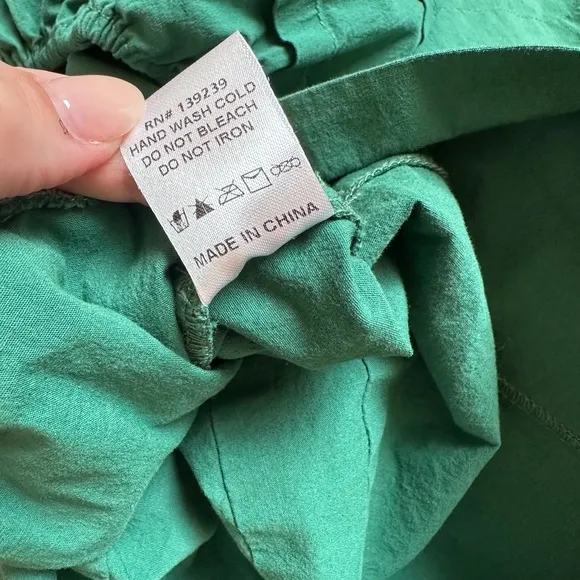 RN# 139239
HAND WASH COLD
DO NOT BLEACH
DO NOT IRON
MADE IN CHINA